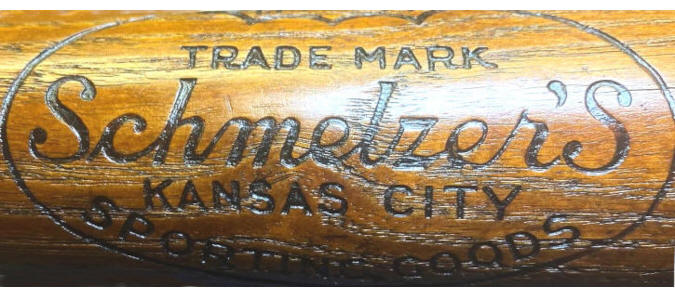 TRADE MARK
Schmelzer'S
KANSAS CITY
SPORTING GOODS